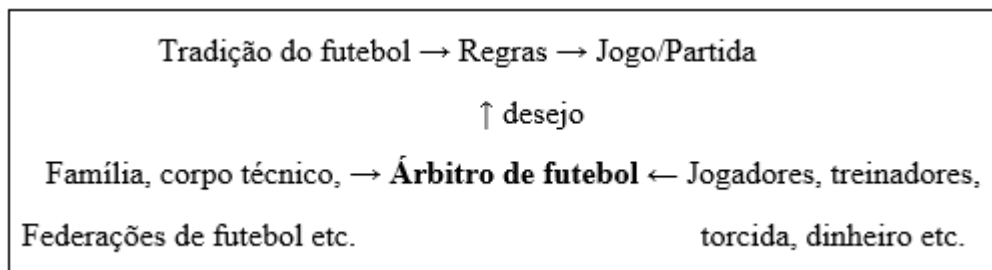 Tradição do futebol → Regras → Jogo/Partida
↑ desejo
Família, corpo técnico, → Árbitro de futebol ← Jogadores, treinadores,
Federações de futebol etc. torcida, dinheiro etc.